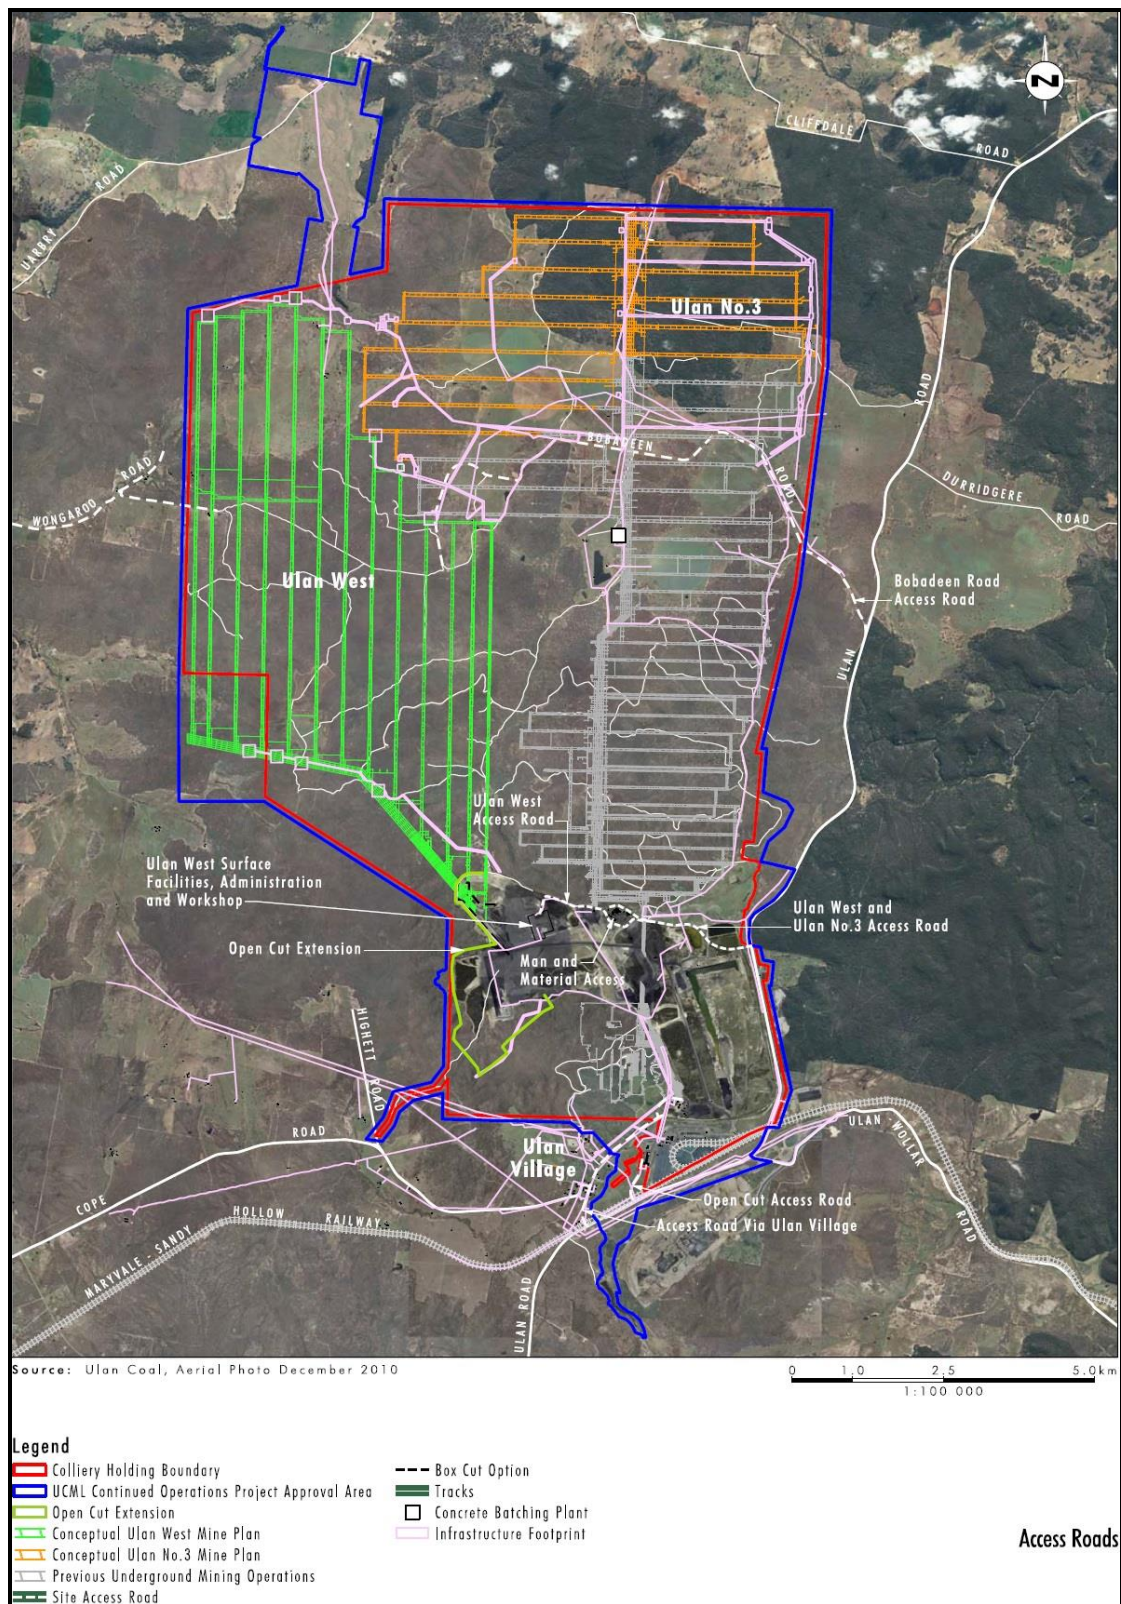 N
CLIFFDALE
ROAD
UARBRY ROAD
Ulan No.3
ROAD
BOBADEEN
ROAD
WONGAROO ROAD
DURRIDGERE
ROAD
Ulan West
Bobadeen Road
Access Road
ULAN
Ulan West
Access Road
Ulan West Surface
Facilities, Administration
and Workshop
Ulan West and
Ulan No.3 Access Road
Open Cut Extension
Man and
Material Access
HIGHETT ROAD
ROAD
ULAN - WOLLAR ROAD
Ulan
Village
COPE
Open Cut Access Road
MARYVALE - SANDY HOLLOW RAILWAY
Access Road Via Ulan Village
ULAN ROAD
Source: Ulan Coal, Aerial Photo December 2010
0 1.0 2.5 5.0km
1:100 000
Legend
Colliery Holding Boundary
UCML Continued Operations Project Approval Area
Open Cut Extension
Conceptual Ulan West Mine Plan
Conceptual Ulan No.3 Mine Plan
Previous Underground Mining Operations
Site Access Road
Box Cut Option
Tracks
Concrete Batching Plant
Infrastructure Footprint
Access Roads